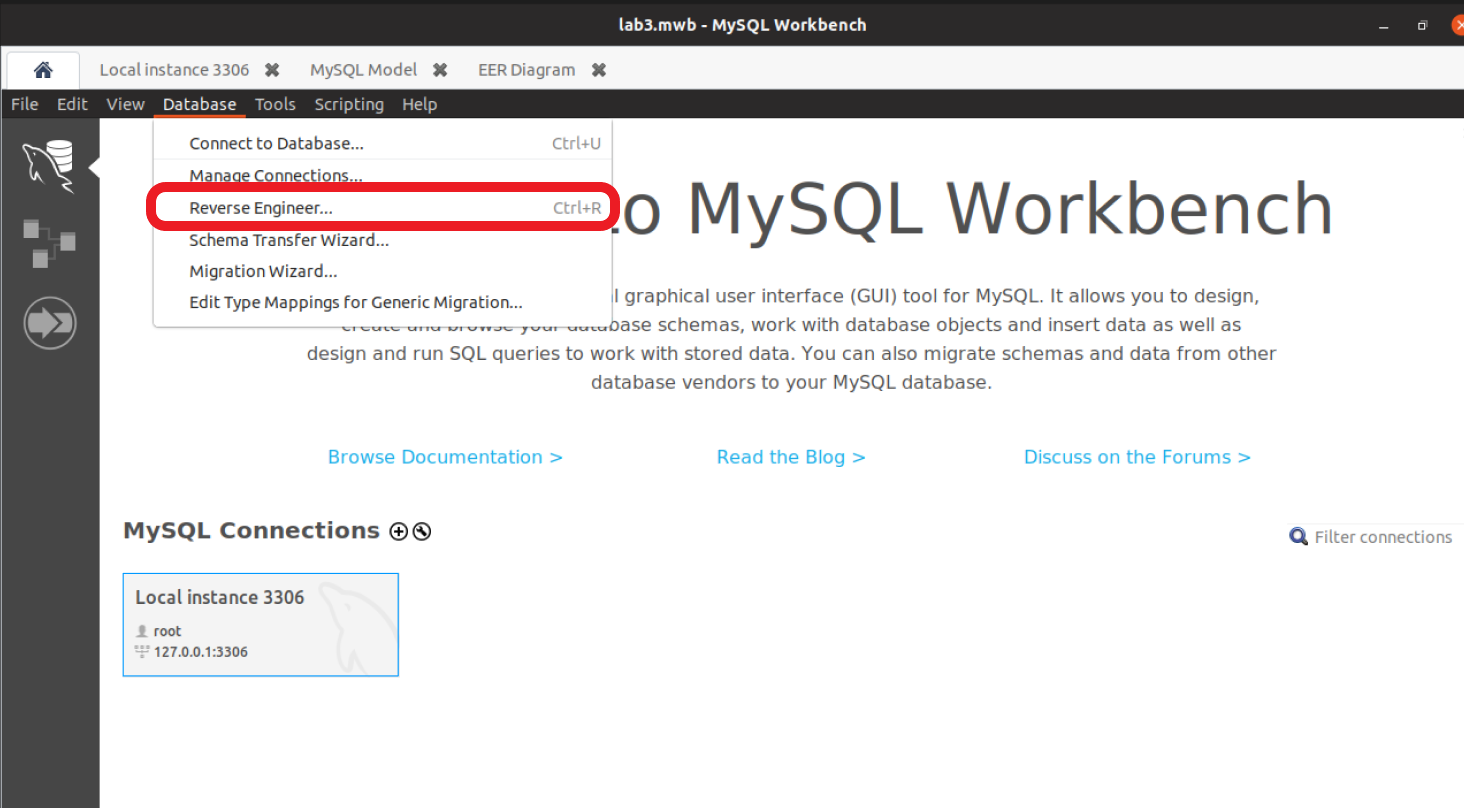 lab3.mwb - MySQL Workbench
Local instance 3306 MySQL Model EER Diagram
File Edit View Database Tools Scripting Help
Connect to Database... Ctrl+U
Manage Connections...
Reverse Engineer... Ctrl+R
Schema Transfer Wizard...
Migration Wizard...
Edit Type Mappings for Generic Migration...
to MySQL Workbench
l graphical user interface (GUI) tool for MySQL. It allows you to design,
create and browse your database schemas, work with database objects and insert data as well as
design and run SQL queries to work with stored data. You can also migrate schemas and data from other
database vendors to your MySQL database.
Browse Documentation > Read the Blog > Discuss on the Forums >
MySQL Connections
Filter connections
Local instance 3306
root
127.0.0.1:3306